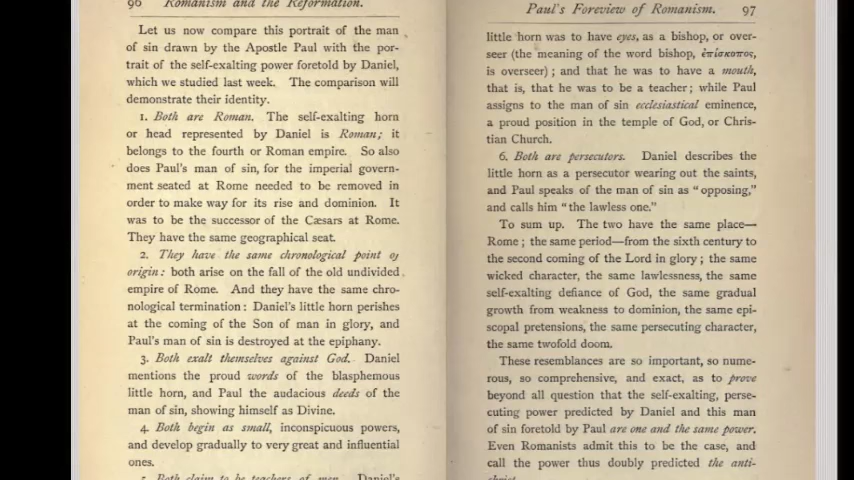 96 Romanism and the Reformation.
Let us now compare this portrait of the man
of sin drawn by the Apostle Paul with the por-
trait of the self-exalting power foretold by Daniel,
which we studied last week. The comparison will
demonstrate their identity.
1. Both are Roman. The self-exalting horn
or head represented by Daniel is Roman; it
belongs to the fourth or Roman empire. So also
does Paul's man of sin, for the imperial govern-
ment seated at Rome needed to be removed in
order to make way for its rise and dominion. It
was to be the successor of the Cæsars at Rome.
They have the same geographical seat.
2. They have the same chronological point of
origin: both arise on the fall of the old undivided
empire of Rome. And they have the same chro-
nological termination: Daniel's little horn perishes
at the coming of the Son of man in glory, and
Paul's man of sin is destroyed at the epiphany.
3. Both exalt themselves against God. Daniel
mentions the proud words of the blasphemous
little horn, and Paul the audacious deeds of the
man of sin, showing himself as Divine.
4. Both begin as small, inconspicuous powers,
and develop gradually to very great and influential
ones.
5. Both claim to be teachers of men. Daniel's
Paul's Foreview of Romanism. 97
little horn was to have eyes, as a bishop, or over-
seer (the meaning of the word bishop, ἐπίσκοπος,
is overseer); and that he was to have a mouth,
that is, that he was to be a teacher; while Paul
assigns to the man of sin ecclesiastical eminence,
a proud position in the temple of God, or Chris-
tian Church.
6. Both are persecutors. Daniel describes the
little horn as a persecutor wearing out the saints,
and Paul speaks of the man of sin as "opposing,"
and calls him "the lawless one."
To sum up. The two have the same place—
Rome; the same period—from the sixth century to
the second coming of the Lord in glory; the same
wicked character, the same lawlessness, the same
self-exalting defiance of God, the same gradual
growth from weakness to dominion, the same epi-
scopal pretensions, the same persecuting character,
the same twofold doom.
These resemblances are so important, so nume-
rous, so comprehensive, and exact, as to prove
beyond all question that the self-exalting, perse-
cuting power predicted by Daniel and this man
of sin foretold by Paul are one and the same power.
Even Romanists admit this to be the case, and
call the power thus doubly predicted the anti-
christ.